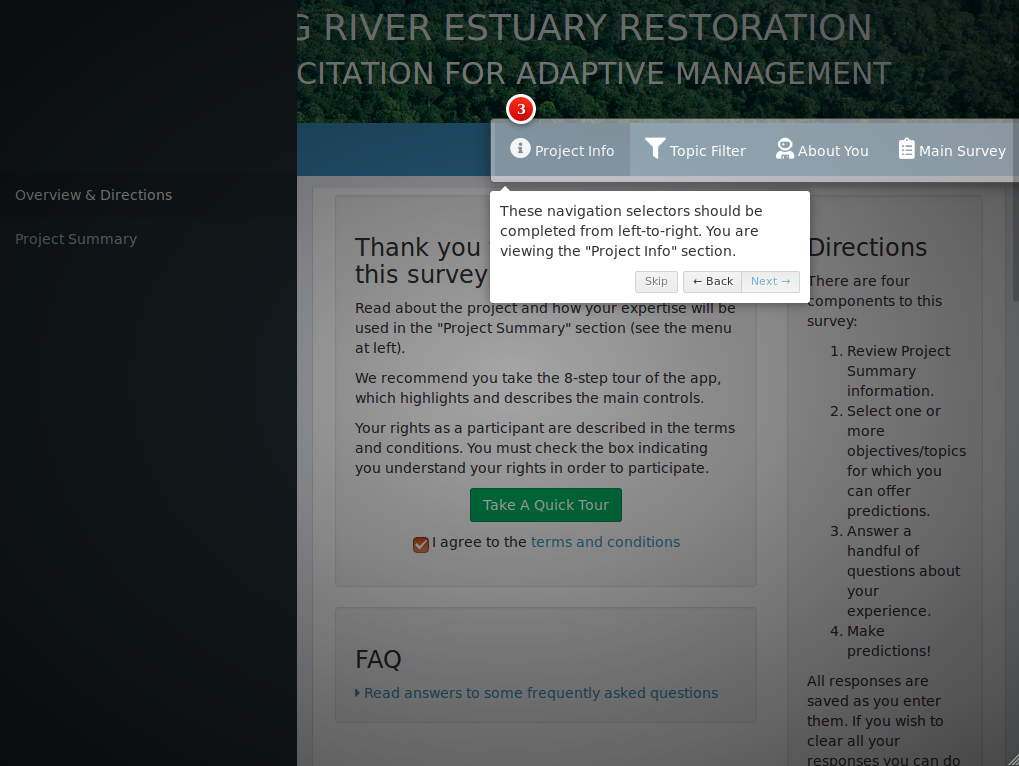 RIVER ESTUARY RESTORATION
CITATION FOR ADAPTIVE MANAGEMENT
3
Project Info
Topic Filter
About You
Main Survey
Overview & Directions
Project Summary
These navigation selectors should be
completed from left-to-right. You are
viewing the "Project Info" section.
Skip
← Back
Next →
Thank you
this survey
Read about the project and how your expertise will be
used in the "Project Summary" section (see the menu
at left).
We recommend you take the 8-step tour of the app,
which highlights and describes the main controls.
Your rights as a participant are described in the terms
and conditions. You must check the box indicating
you understand your rights in order to participate.
Take A Quick Tour
I agree to the terms and conditions
FAQ
Read answers to some frequently asked questions
Directions
There are four
components to this
survey:
1. Review Project
Summary
information.
2. Select one or
more
objectives/topics
for which you
can offer
predictions.
3. Answer a
handful of
questions about
your
experience.
4. Make
predictions!
All responses are
saved as you enter
them. If you wish to
clear all your
responses you can do